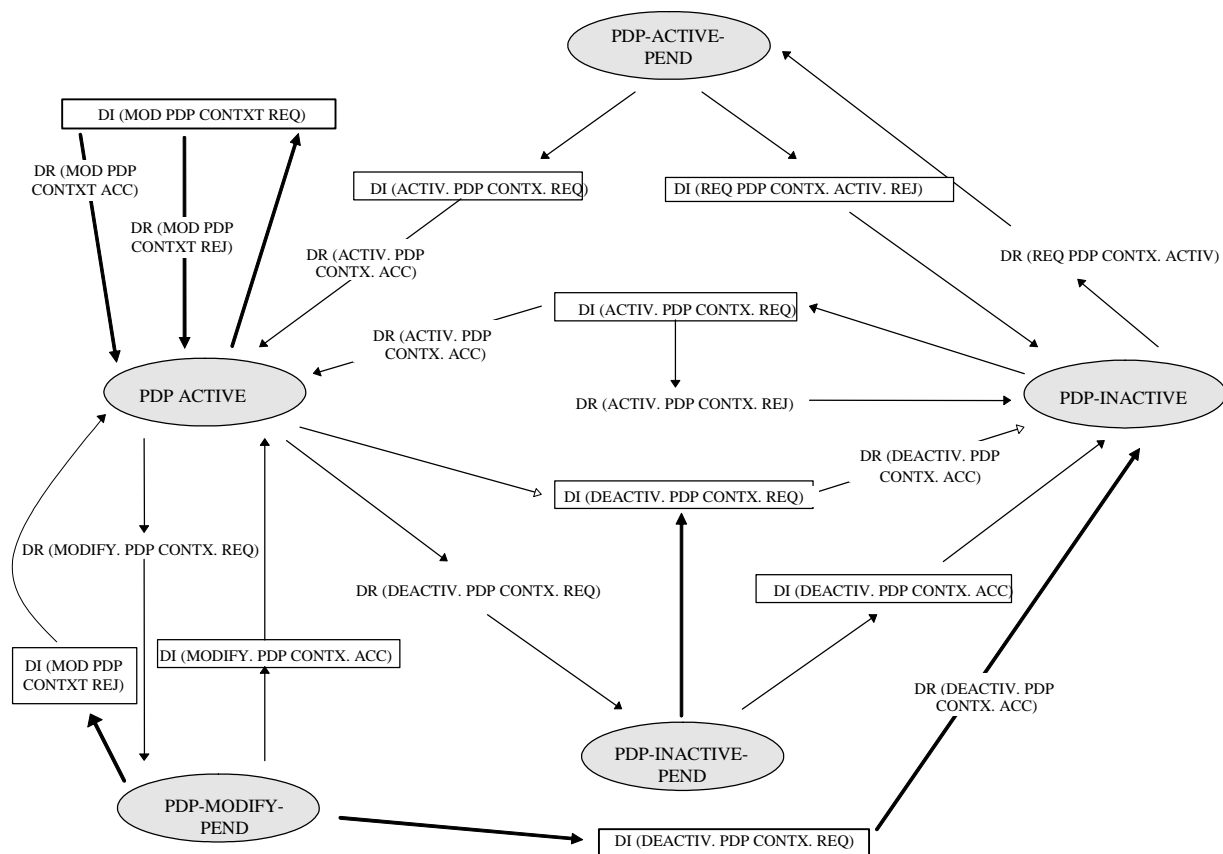 PDP-ACTIVE-
PEND
DI (MOD PDP CONTXT REQ)
DR (MOD PDP
CONTXT ACC)
DI (ACTIV. PDP CONTX. REQ)
DI (REQ PDP CONTX. ACTIV. REJ)
DR (MOD PDP
CONTXT REJ)
DR (ACTIV. PDP
CONTX. ACC)
DR (REQ PDP CONTX. ACTIV)
DI (ACTIV. PDP CONTX. REQ)
DR (ACTIV. PDP
CONTX. ACC)
PDP ACTIVE
DR (ACTIV. PDP CONTX. REJ)
PDP-INACTIVE
DR (DEACTIV. PDP
CONTX. ACC)
DI (DEACTIV. PDP CONTX. REQ)
DR (MODIFY. PDP CONTX. REQ)
DR (DEACTIV. PDP CONTX. REQ)
DI (DEACTIV. PDP CONTX. ACC)
DI (MOD PDP
CONTXT REJ)
DI (MODIFY. PDP CONTX. ACC)
DR (DEACTIV. PDP
CONTX. ACC)
PDP-INACTIVE-
PEND
PDP-MODIFY-
PEND
DI (DEACTIV. PDP CONTX. REQ)